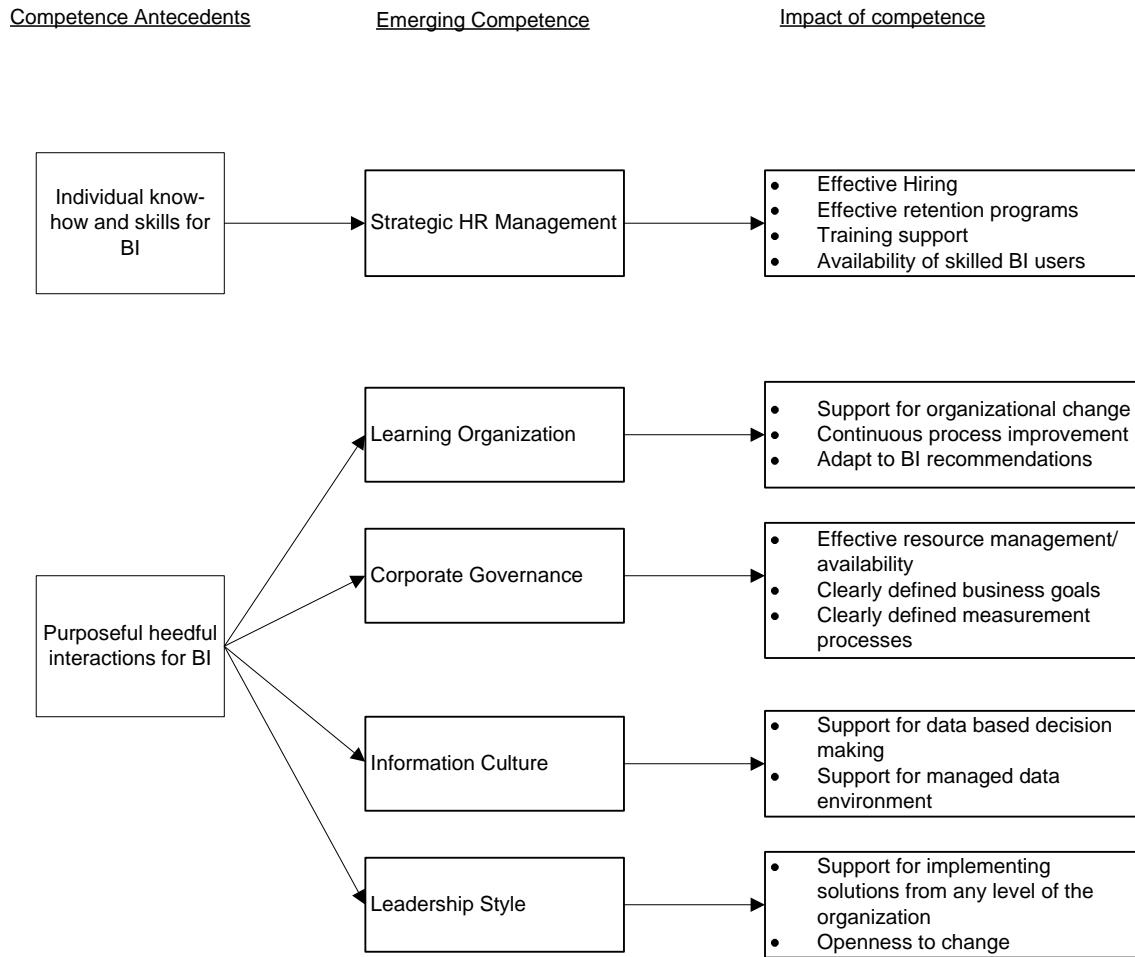 Competence Antecedents
Emerging Competence
Impact of competence
Individual know-
how and skills for
BI
Strategic HR Management
• Effective Hiring
• Effective retention programs
• Training support
• Availability of skilled BI users
Purposeful heedful
interactions for BI
Learning Organization
• Support for organizational change
• Continuous process improvement
• Adapt to BI recommendations
Corporate Governance
• Effective resource management/
availability
• Clearly defined business goals
• Clearly defined measurement
processes
Information Culture
• Support for data based decision
making
• Support for managed data
environment
Leadership Style
• Support for implementing
solutions from any level of the
organization
• Openness to change